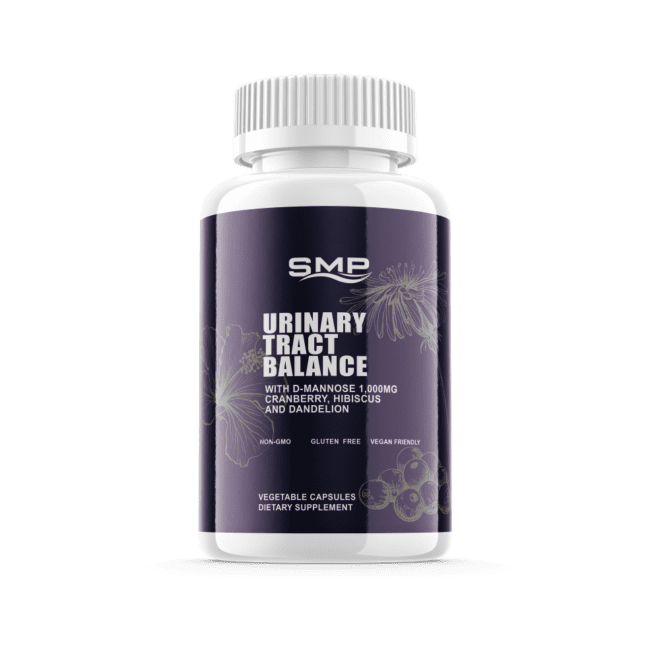 SMP
URINARY
TRACT
BALANCE
WITH D-MANNOSE 1,000MG
CRANBERRY, HIBISCUS
AND DANDELION
NON-GMO GLUTEN FREE VEGAN FRIENDLY
VEGETABLE CAPSULES
DIETARY SUPPLEMENT